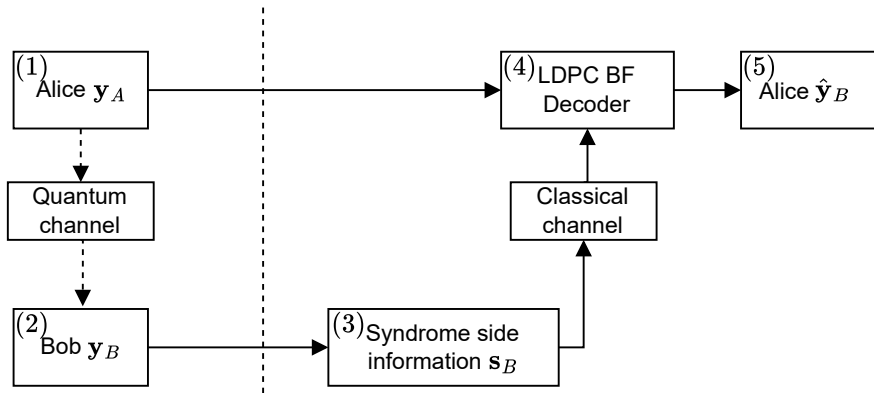 (1)
Alice 𝐲_A
Quantum
channel
(2)
Bob 𝐲_B
(3)
Syndrome side
information 𝐬_B
(4)
LDPC BF
Decoder
Classical
channel
(5)
Alice 𝐲̂_B